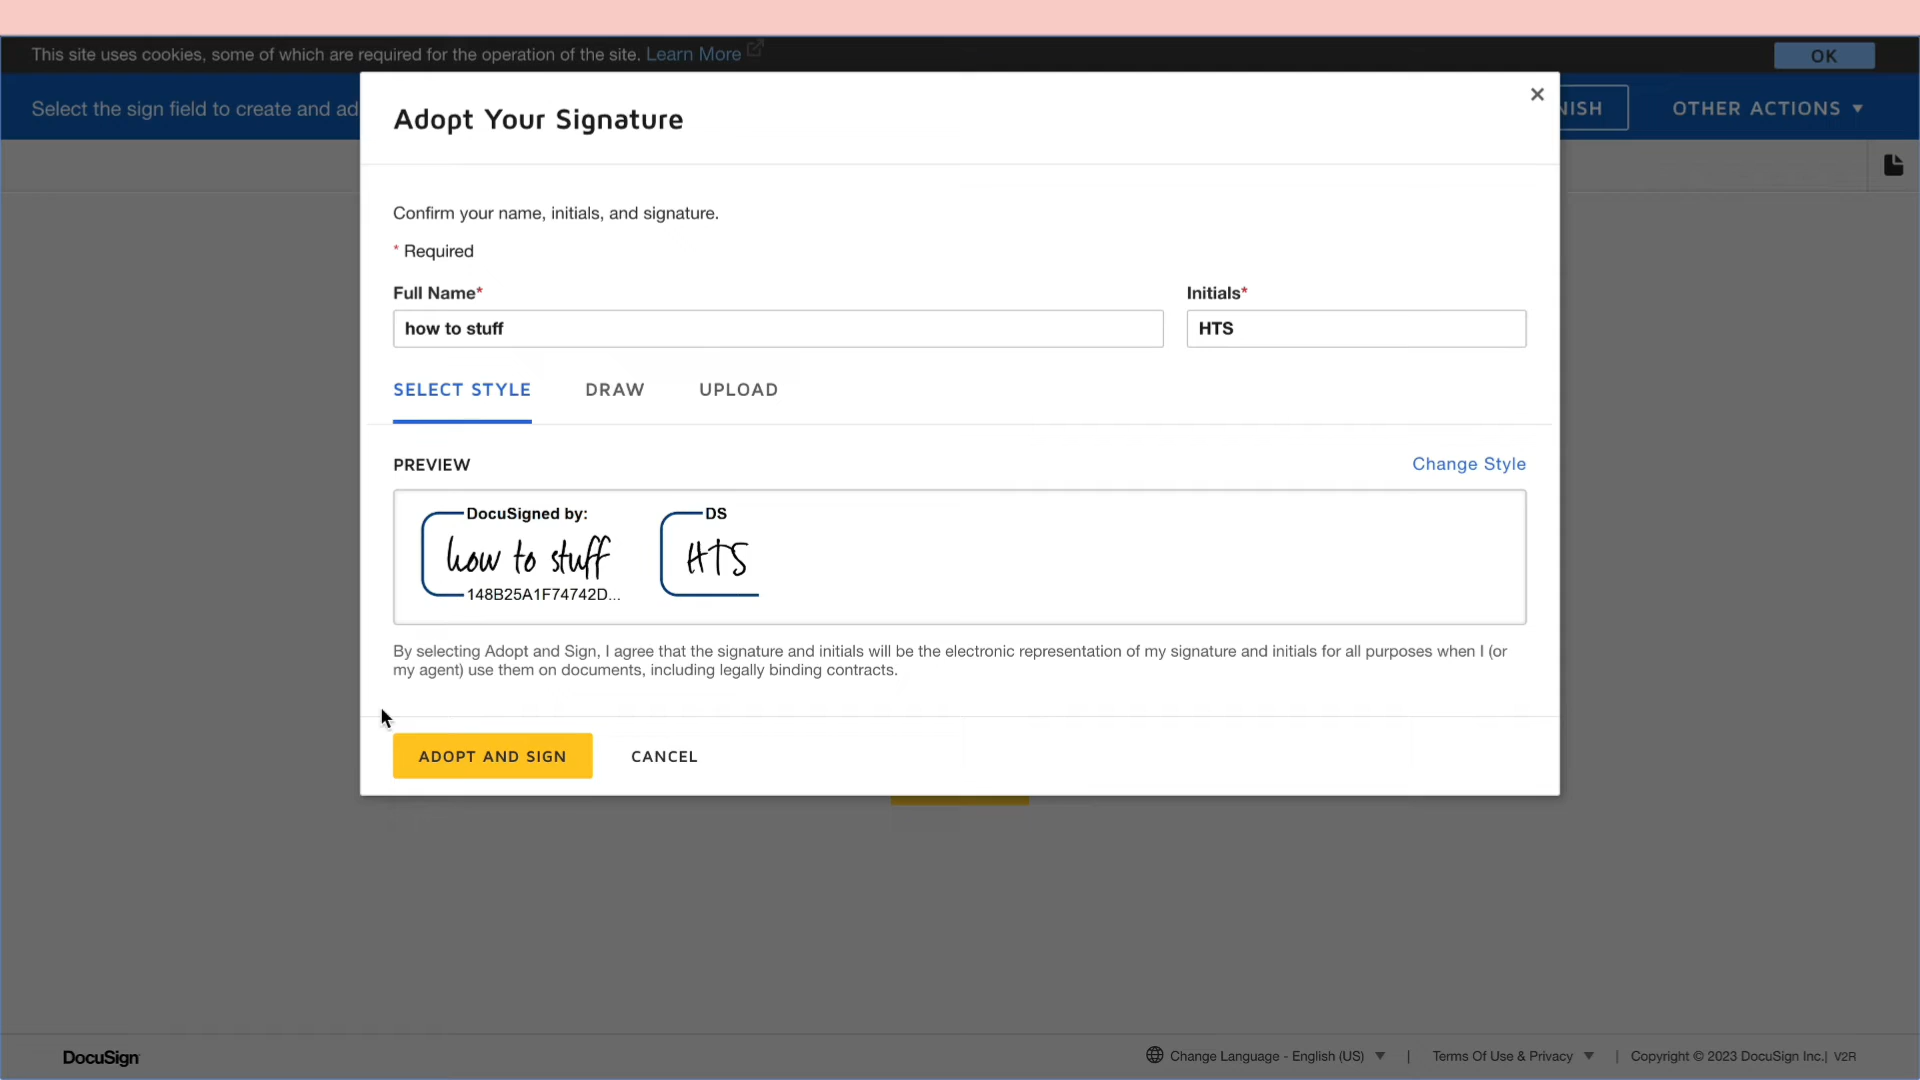 This site uses cookies, some of which are required for the operation of the site. Learn More
OK
Select the sign field to create and ad
NISH
OTHER ACTIONS
Adopt Your Signature
Confirm your name, initials, and signature.
* Required
Full Name*
Initials*
how to stuff
HTS
SELECT STYLE
DRAW
UPLOAD
PREVIEW
Change Style
DocuSigned by:
how to stuff
148B25A1F74742D...
DS
HTS
By selecting Adopt and Sign, I agree that the signature and initials will be the electronic representation of my signature and initials for all purposes when I (or
my agent) use them on documents, including legally binding contracts.
ADOPT AND SIGN
CANCEL
DocuSign
Change Language - English (US)
|
Terms Of Use & Privacy
|
Copyright © 2023 DocuSign Inc.| V2R